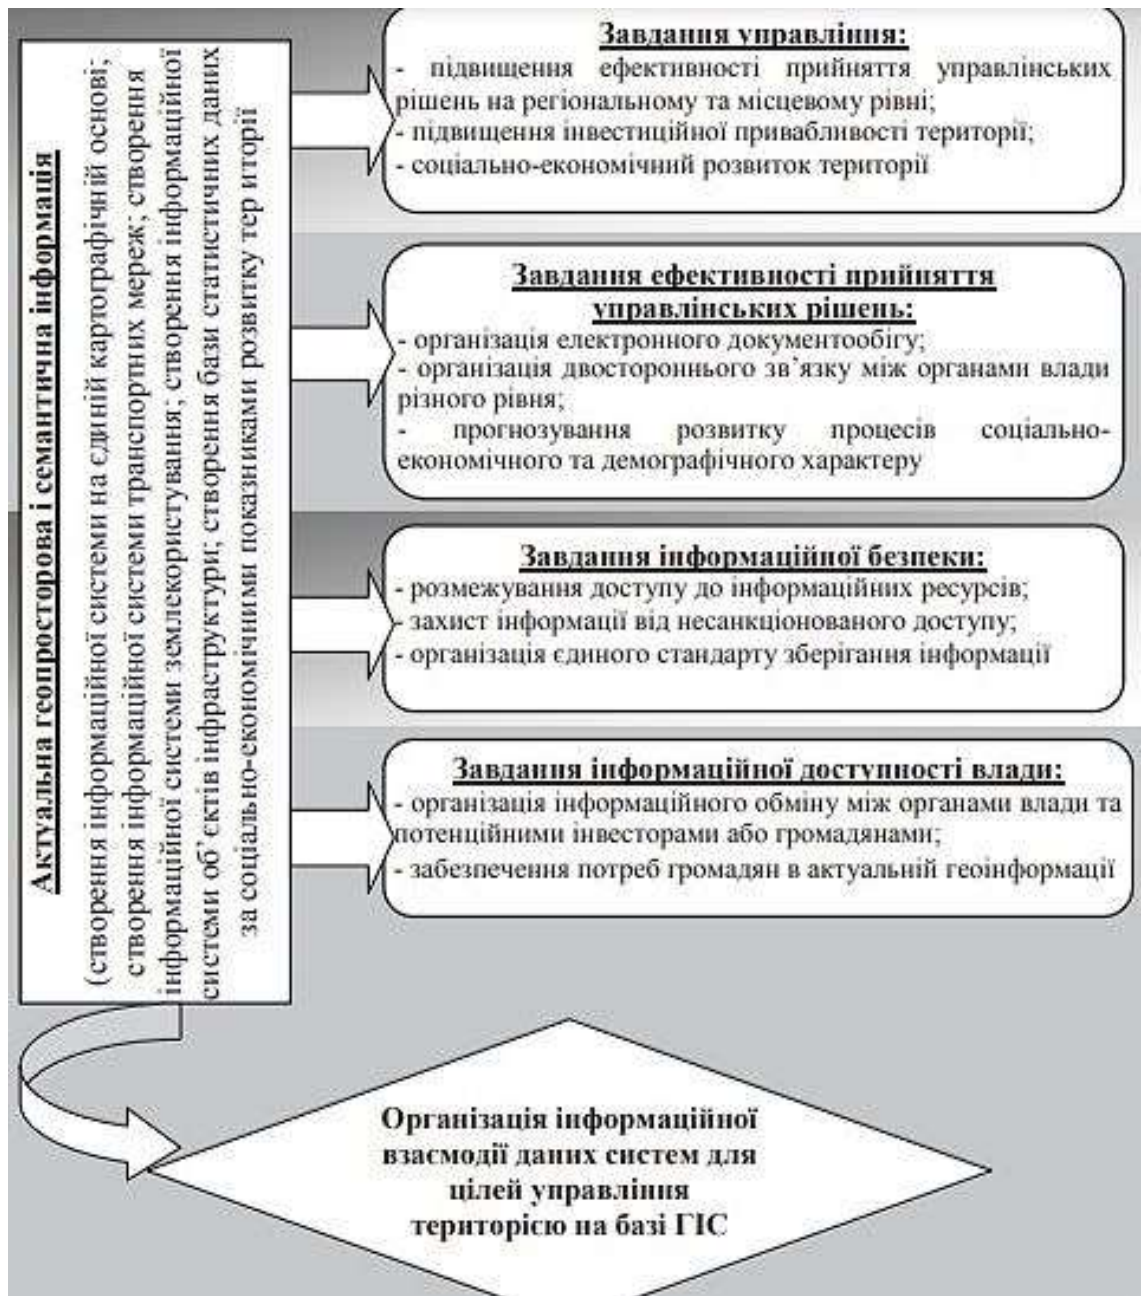 Актуальна геопросторова і семантична інформація
(створення інформаційної системи на єдиній картографічній основі;
створення інформаційної системи транспортних мереж; створення
інформаційної системи землекористування; створення інформаційної
системи об’єктів інфраструктури; створення бази статистичних даних
за соціально-економічними показниками розвитку тер иторії
Завдання управління:
- підвищення ефективності прийняття управлінських
рішень на регіональному та місцевому рівні;
- підвищення інвестиційної привабливості території;
- соціально-економічний розвиток території
Завдання ефективності прийняття
управлінських рішень:
- організація електронного документообігу;
- організація двостороннього зв’язку між органами влади
різного рівня;
- прогнозування розвитку процесів соціально-
економічного та демографічного характеру
Завдання інформаційної безпеки:
- розмежування доступу до інформаційних ресурсів;
- захист інформації від несанкціонованого доступу;
- організація єдиного стандарту зберігання інформації
Завдання інформаційної доступності влади:
- організація інформаційного обміну між органами влади та
потенційними інвесторами або громадянами;
- забезпечення потреб громадян в актуальній геоінформації
Організація інформаційної
взаємодії даних систем для
цілей управління
територією на базі ГІС